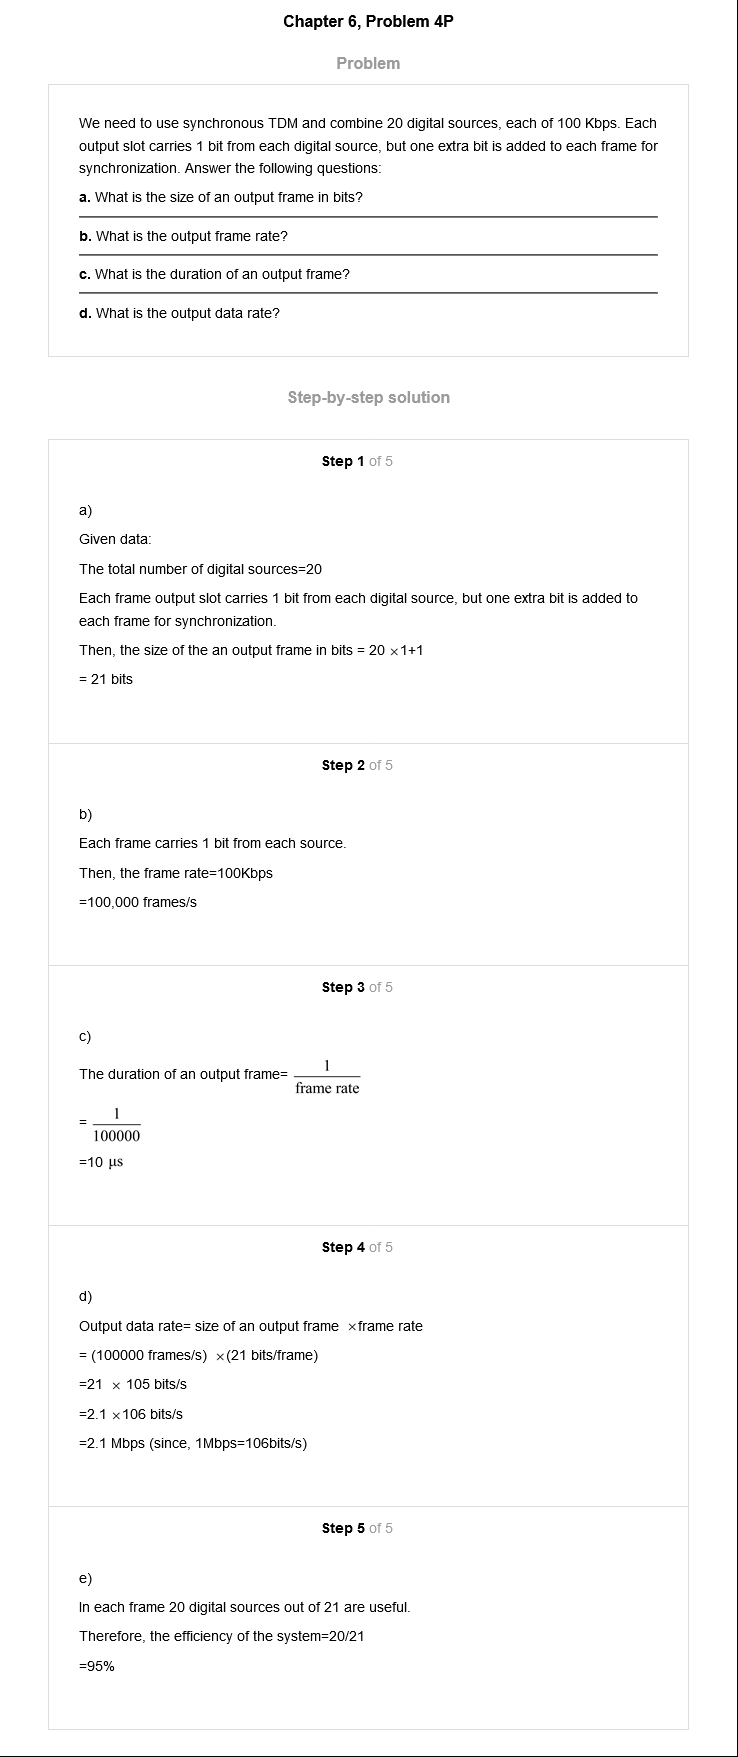 Chapter 6, Problem 4P
Problem
We need to use synchronous TDM and combine 20 digital sources, each of 100 Kbps. Each
output slot carries 1 bit from each digital source, but one extra bit is added to each frame for
synchronization. Answer the following questions:
a. What is the size of an output frame in bits?
b. What is the output frame rate?
c. What is the duration of an output frame?
d. What is the output data rate?
Step-by-step solution
Step 1 of 5
a)
Given data:
The total number of digital sources=20
Each frame output slot carries 1 bit from each digital source, but one extra bit is added to
each frame for synchronization.
Then, the size of the an output frame in bits = 20 ×1+1
= 21 bits
Step 2 of 5
b)
Each frame carries 1 bit from each source.
Then, the frame rate=100Kbps
=100,000 frames/s
Step 3 of 5
c)
The duration of an output frame= 1
frame rate
= 1
100000
=10 μs
Step 4 of 5
d)
Output data rate= size of an output frame ×frame rate
= (100000 frames/s) ×(21 bits/frame)
=21 × 105 bits/s
=2.1 ×106 bits/s
=2.1 Mbps (since, 1Mbps=106bits/s)
Step 5 of 5
e)
In each frame 20 digital sources out of 21 are useful.
Therefore, the efficiency of the system=20/21
=95%